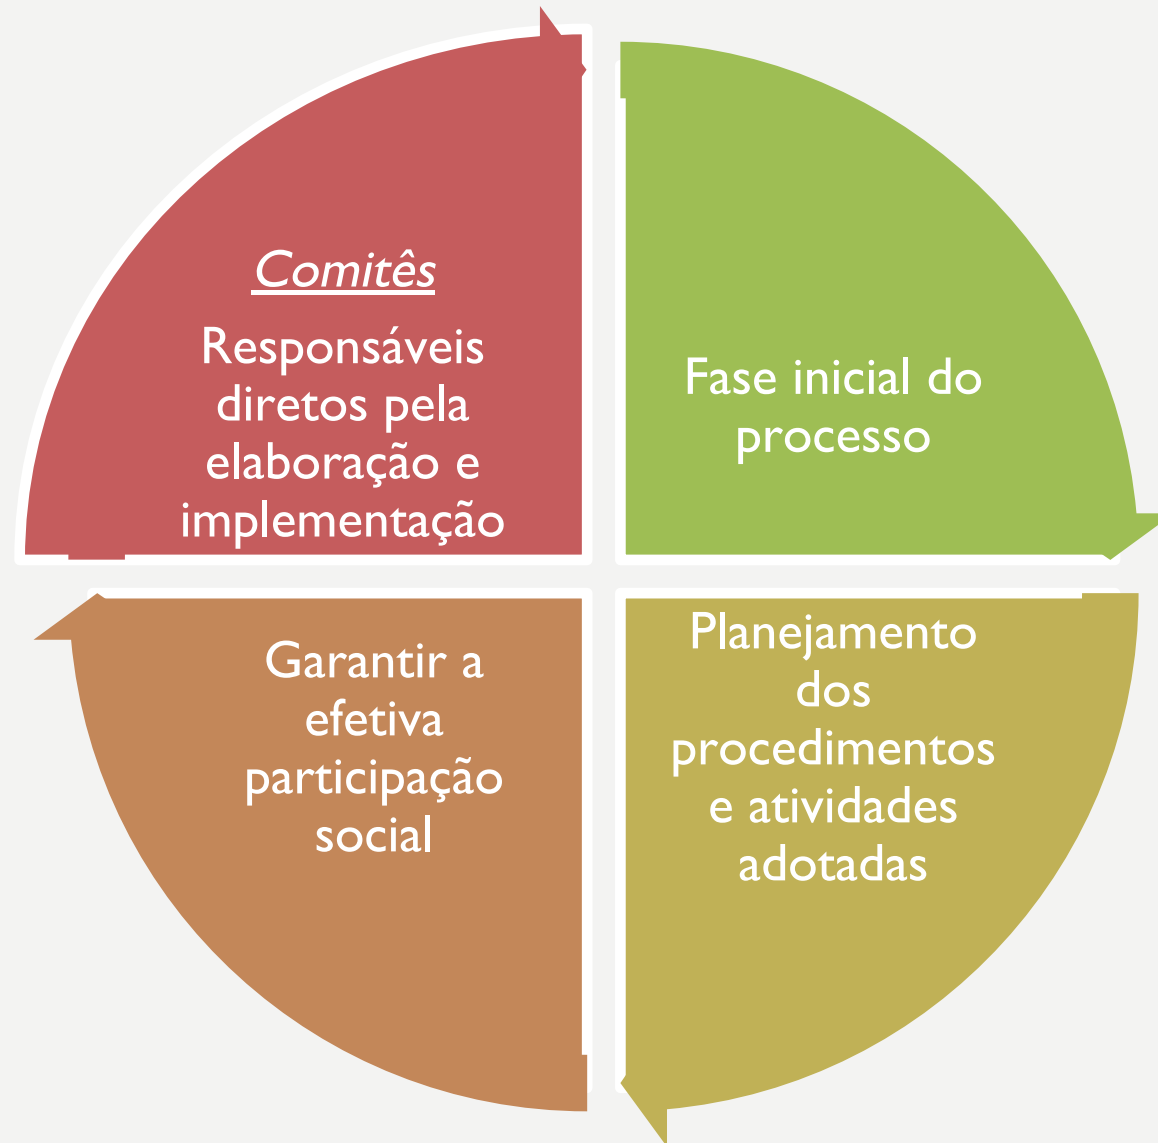 Comitês
Responsáveis
diretos pela
elaboração e
implementação
Fase inicial do
processo
Planejamento
dos
procedimentos
e atividades
adotadas
Garantir a
efetiva
participação
social